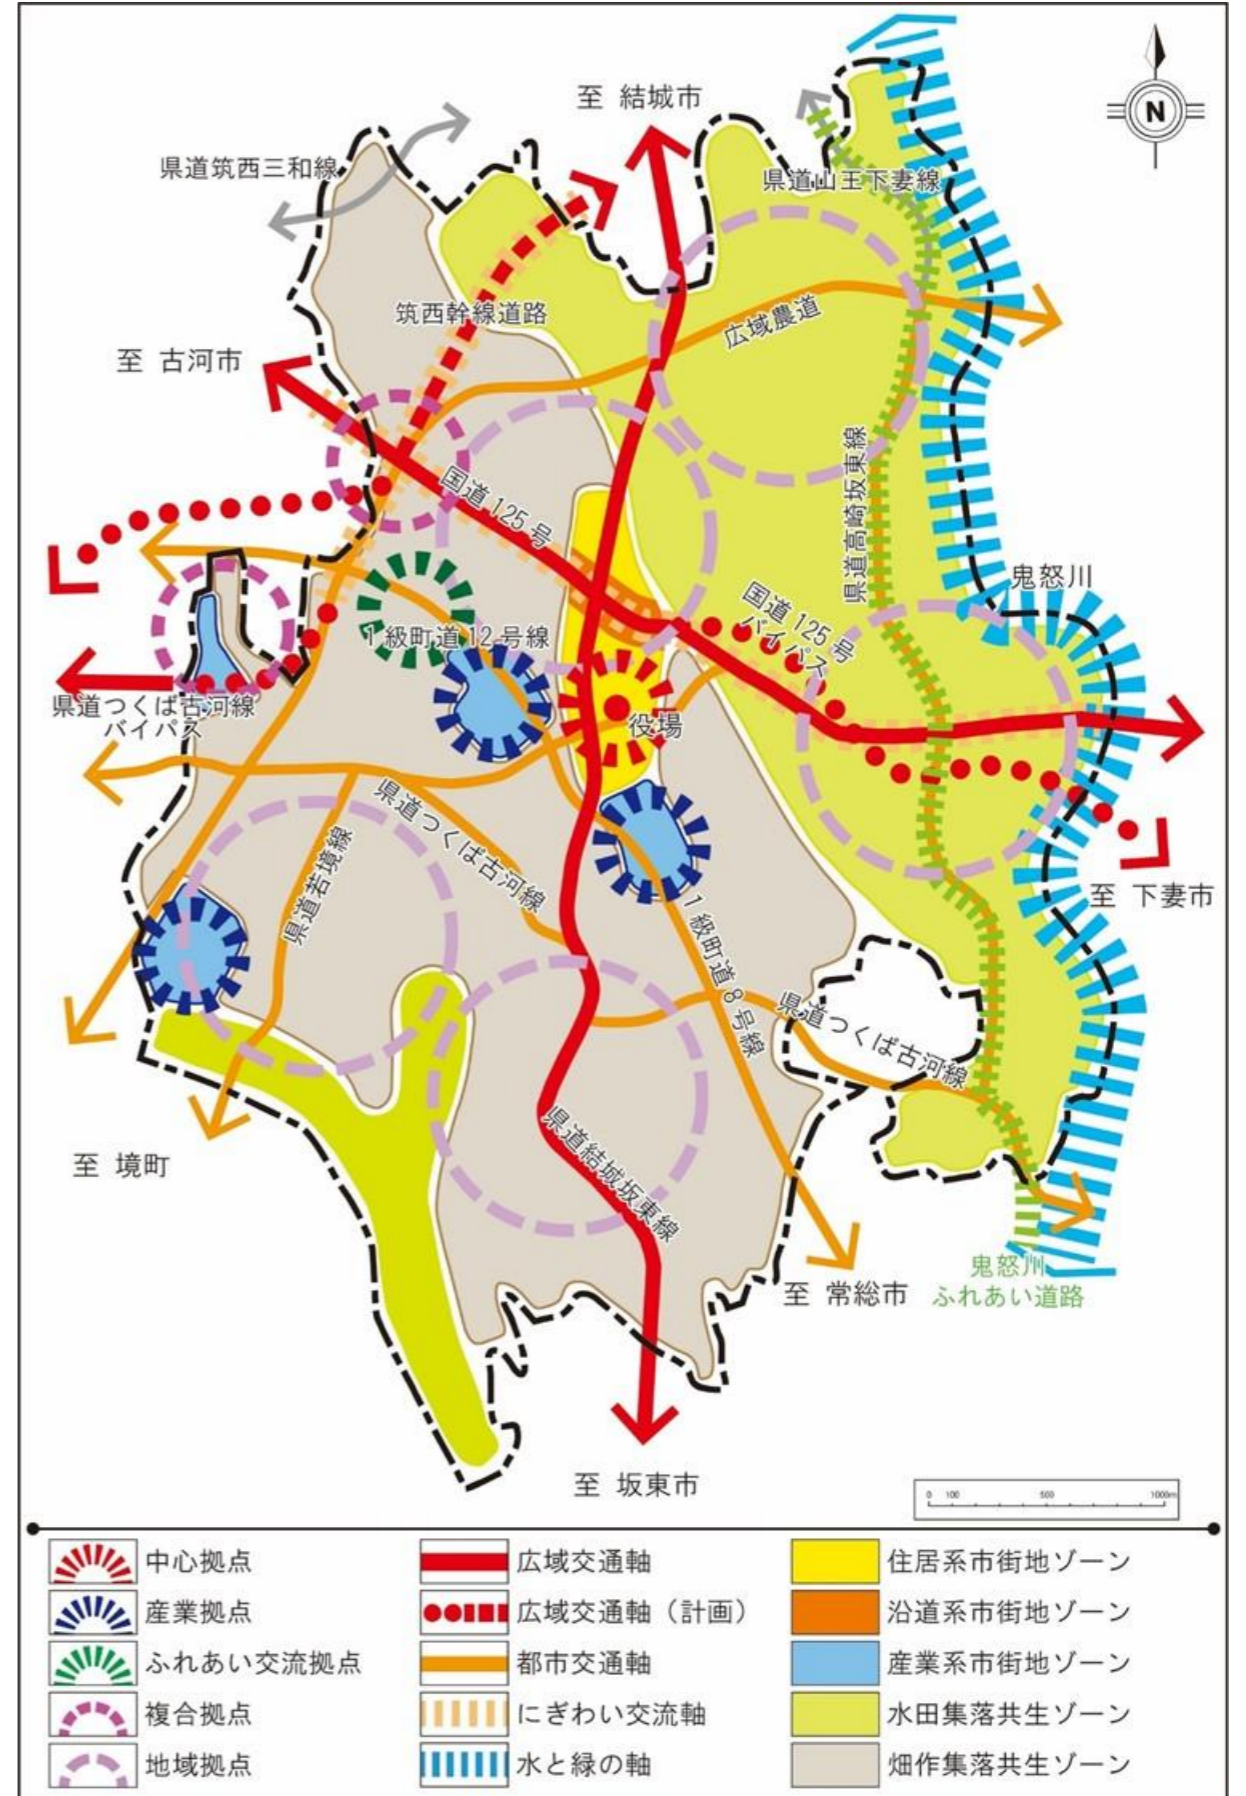 至 結城市
N
県道筑西三和線
県道山王下妻線
筑西幹線道路
広域農道
至 古河市
国道125号
県道高崎坂東線
鬼怒川
国道125号
バイパス
1級町道12号線
県道つくば古河線
バイパス
役場
県道つくば古河線
県道若境線
至 下妻市
1級町道8号線
県道つくば古河線
至 境町
県道結城坂東線
至 常総市
鬼怒川
ふれあい道路
至 坂東市
0 100 500 1000m
中心拠点
産業拠点
ふれあい交流拠点
複合拠点
地域拠点
広域交通軸
広域交通軸（計画）
都市交通軸
にぎわい交流軸
水と緑の軸
住居系市街地ゾーン
沿道系市街地ゾーン
産業系市街地ゾーン
水田集落共生ゾーン
畑作集落共生ゾーン